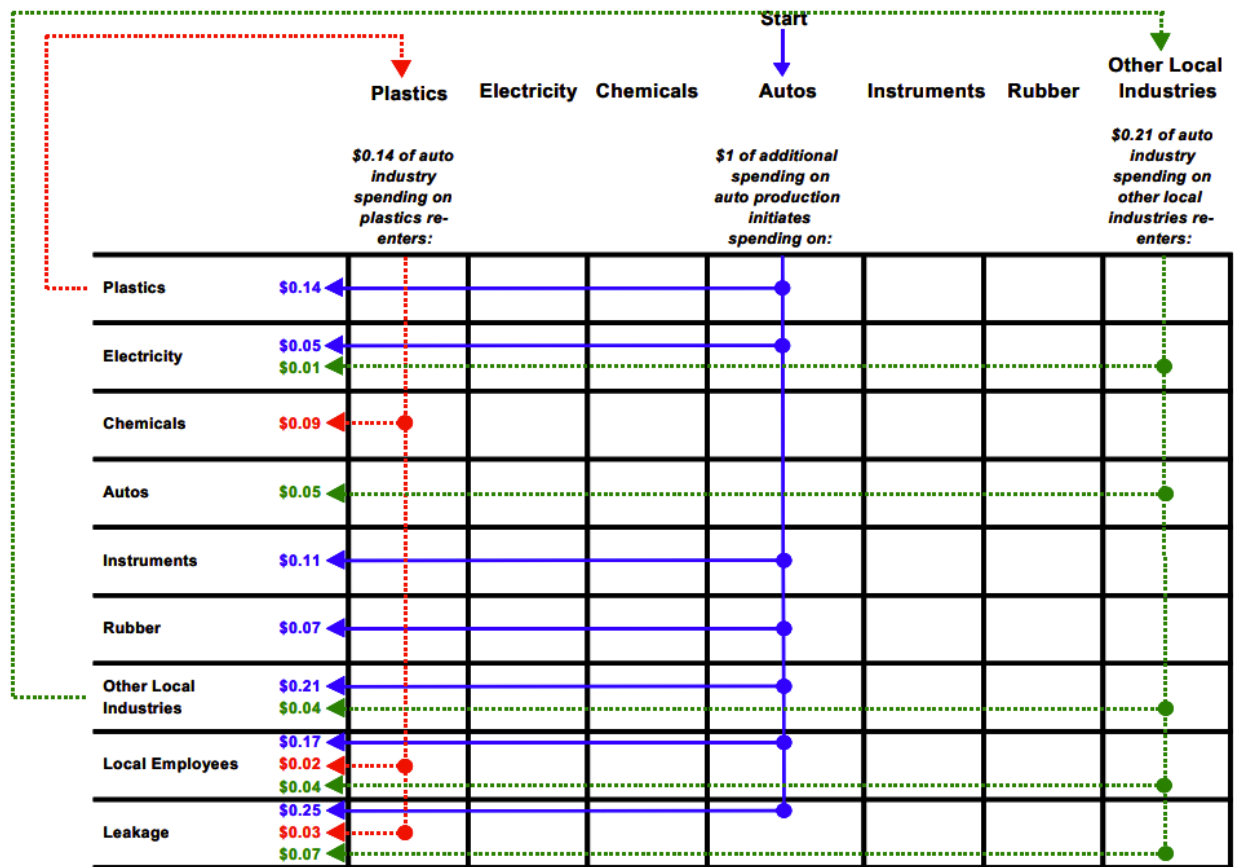 Start
Plastics
Electricity
Chemicals
Autos
Instruments
Rubber
Other Local
Industries
$0.14 of auto
industry
spending on
plastics re-
enters:
$1 of additional
spending on
auto production
initiates
spending on:
$0.21 of auto
industry
spending on
other local
industries re-
enters:
Plastics $0.14
Electricity $0.05
$0.01
Chemicals $0.09
Autos $0.05
Instruments $0.11
Rubber $0.07
Other Local
Industries
$0.21
$0.04
Local Employees
$0.17
$0.02
$0.04
Leakage
$0.25
$0.03
$0.07